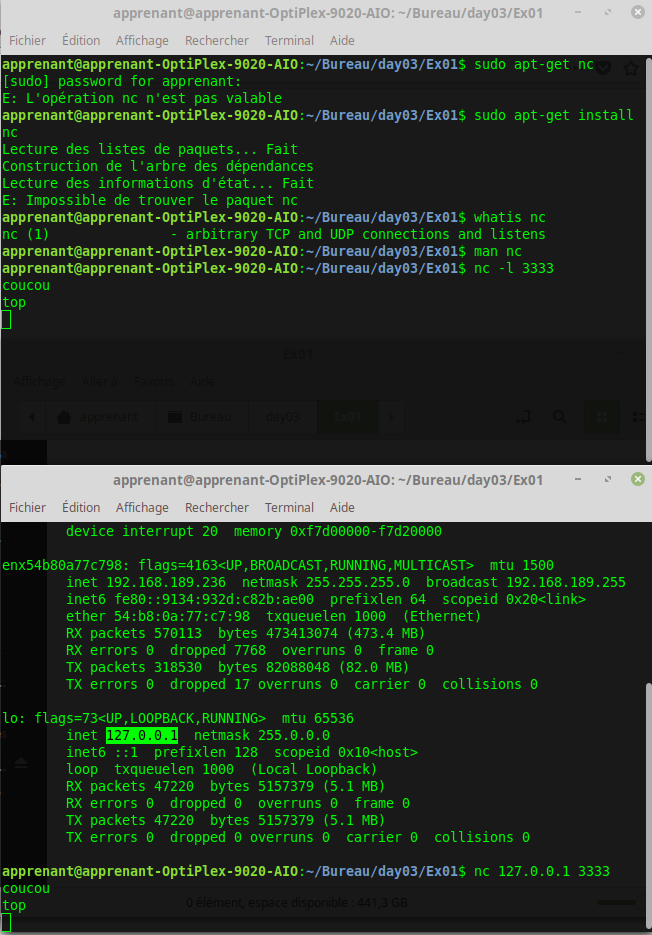 apprenant@apprenant-OptiPlex-9020-AIO: ~/Bureau/day03/Ex01
Fichier Édition Affichage Rechercher Terminal Aide
apprenant@apprenant-OptiPlex-9020-AIO:~/Bureau/day03/Ex01$ sudo apt-get nc
[sudo] password for apprenant:
E: L'opération nc n'est pas valable
apprenant@apprenant-OptiPlex-9020-AIO:~/Bureau/day03/Ex01$ sudo apt-get install
nc
Lecture des listes de paquets... Fait
Construction de l'arbre des dépendances
Lecture des informations d'état... Fait
E: Impossible de trouver le paquet nc
apprenant@apprenant-OptiPlex-9020-AIO:~/Bureau/day03/Ex01$ whatis nc
nc (1)               - arbitrary TCP and UDP connections and listens
apprenant@apprenant-OptiPlex-9020-AIO:~/Bureau/day03/Ex01$ man nc
apprenant@apprenant-OptiPlex-9020-AIO:~/Bureau/day03/Ex01$ nc -l 3333
coucou
top
Ex01
Affichage Aller à Favoris Aide
apprenant Bureau day03 Ex01
apprenant@apprenant-OptiPlex-9020-AIO: ~/Bureau/day03/Ex01
Fichier Édition Affichage Rechercher Terminal Aide
device interrupt 20  memory 0xf7d00000-f7d20000
enx54b80a77c798: flags=4163<UP,BROADCAST,RUNNING,MULTICAST>  mtu 1500
inet 192.168.189.236  netmask 255.255.255.0  broadcast 192.168.189.255
inet6 fe80::9134:932d:c82b:ae00  prefixlen 64  scopeid 0x20<link>
ether 54:b8:0a:77:c7:98  txqueuelen 1000  (Ethernet)
RX packets 570113  bytes 473413074 (473.4 MB)
RX errors 0  dropped 7768  overruns 0  frame 0
TX packets 318530  bytes 82088048 (82.0 MB)
TX errors 0  dropped 17 overruns 0  carrier 0  collisions 0
lo: flags=73<UP,LOOPBACK,RUNNING>  mtu 65536
inet 127.0.0.1  netmask 255.0.0.0
inet6 ::1  prefixlen 128  scopeid 0x10<host>
loop  txqueuelen 1000  (Local Loopback)
RX packets 47220  bytes 5157379 (5.1 MB)
RX errors 0  dropped 0  overruns 0  frame 0
TX packets 47220  bytes 5157379 (5.1 MB)
TX errors 0  dropped 0 overruns 0  carrier 0  collisions 0
apprenant@apprenant-OptiPlex-9020-AIO:~/Bureau/day03/Ex01$ nc 127.0.0.1 3333
coucou
0 élément, espace disponible : 441,3 GB
top